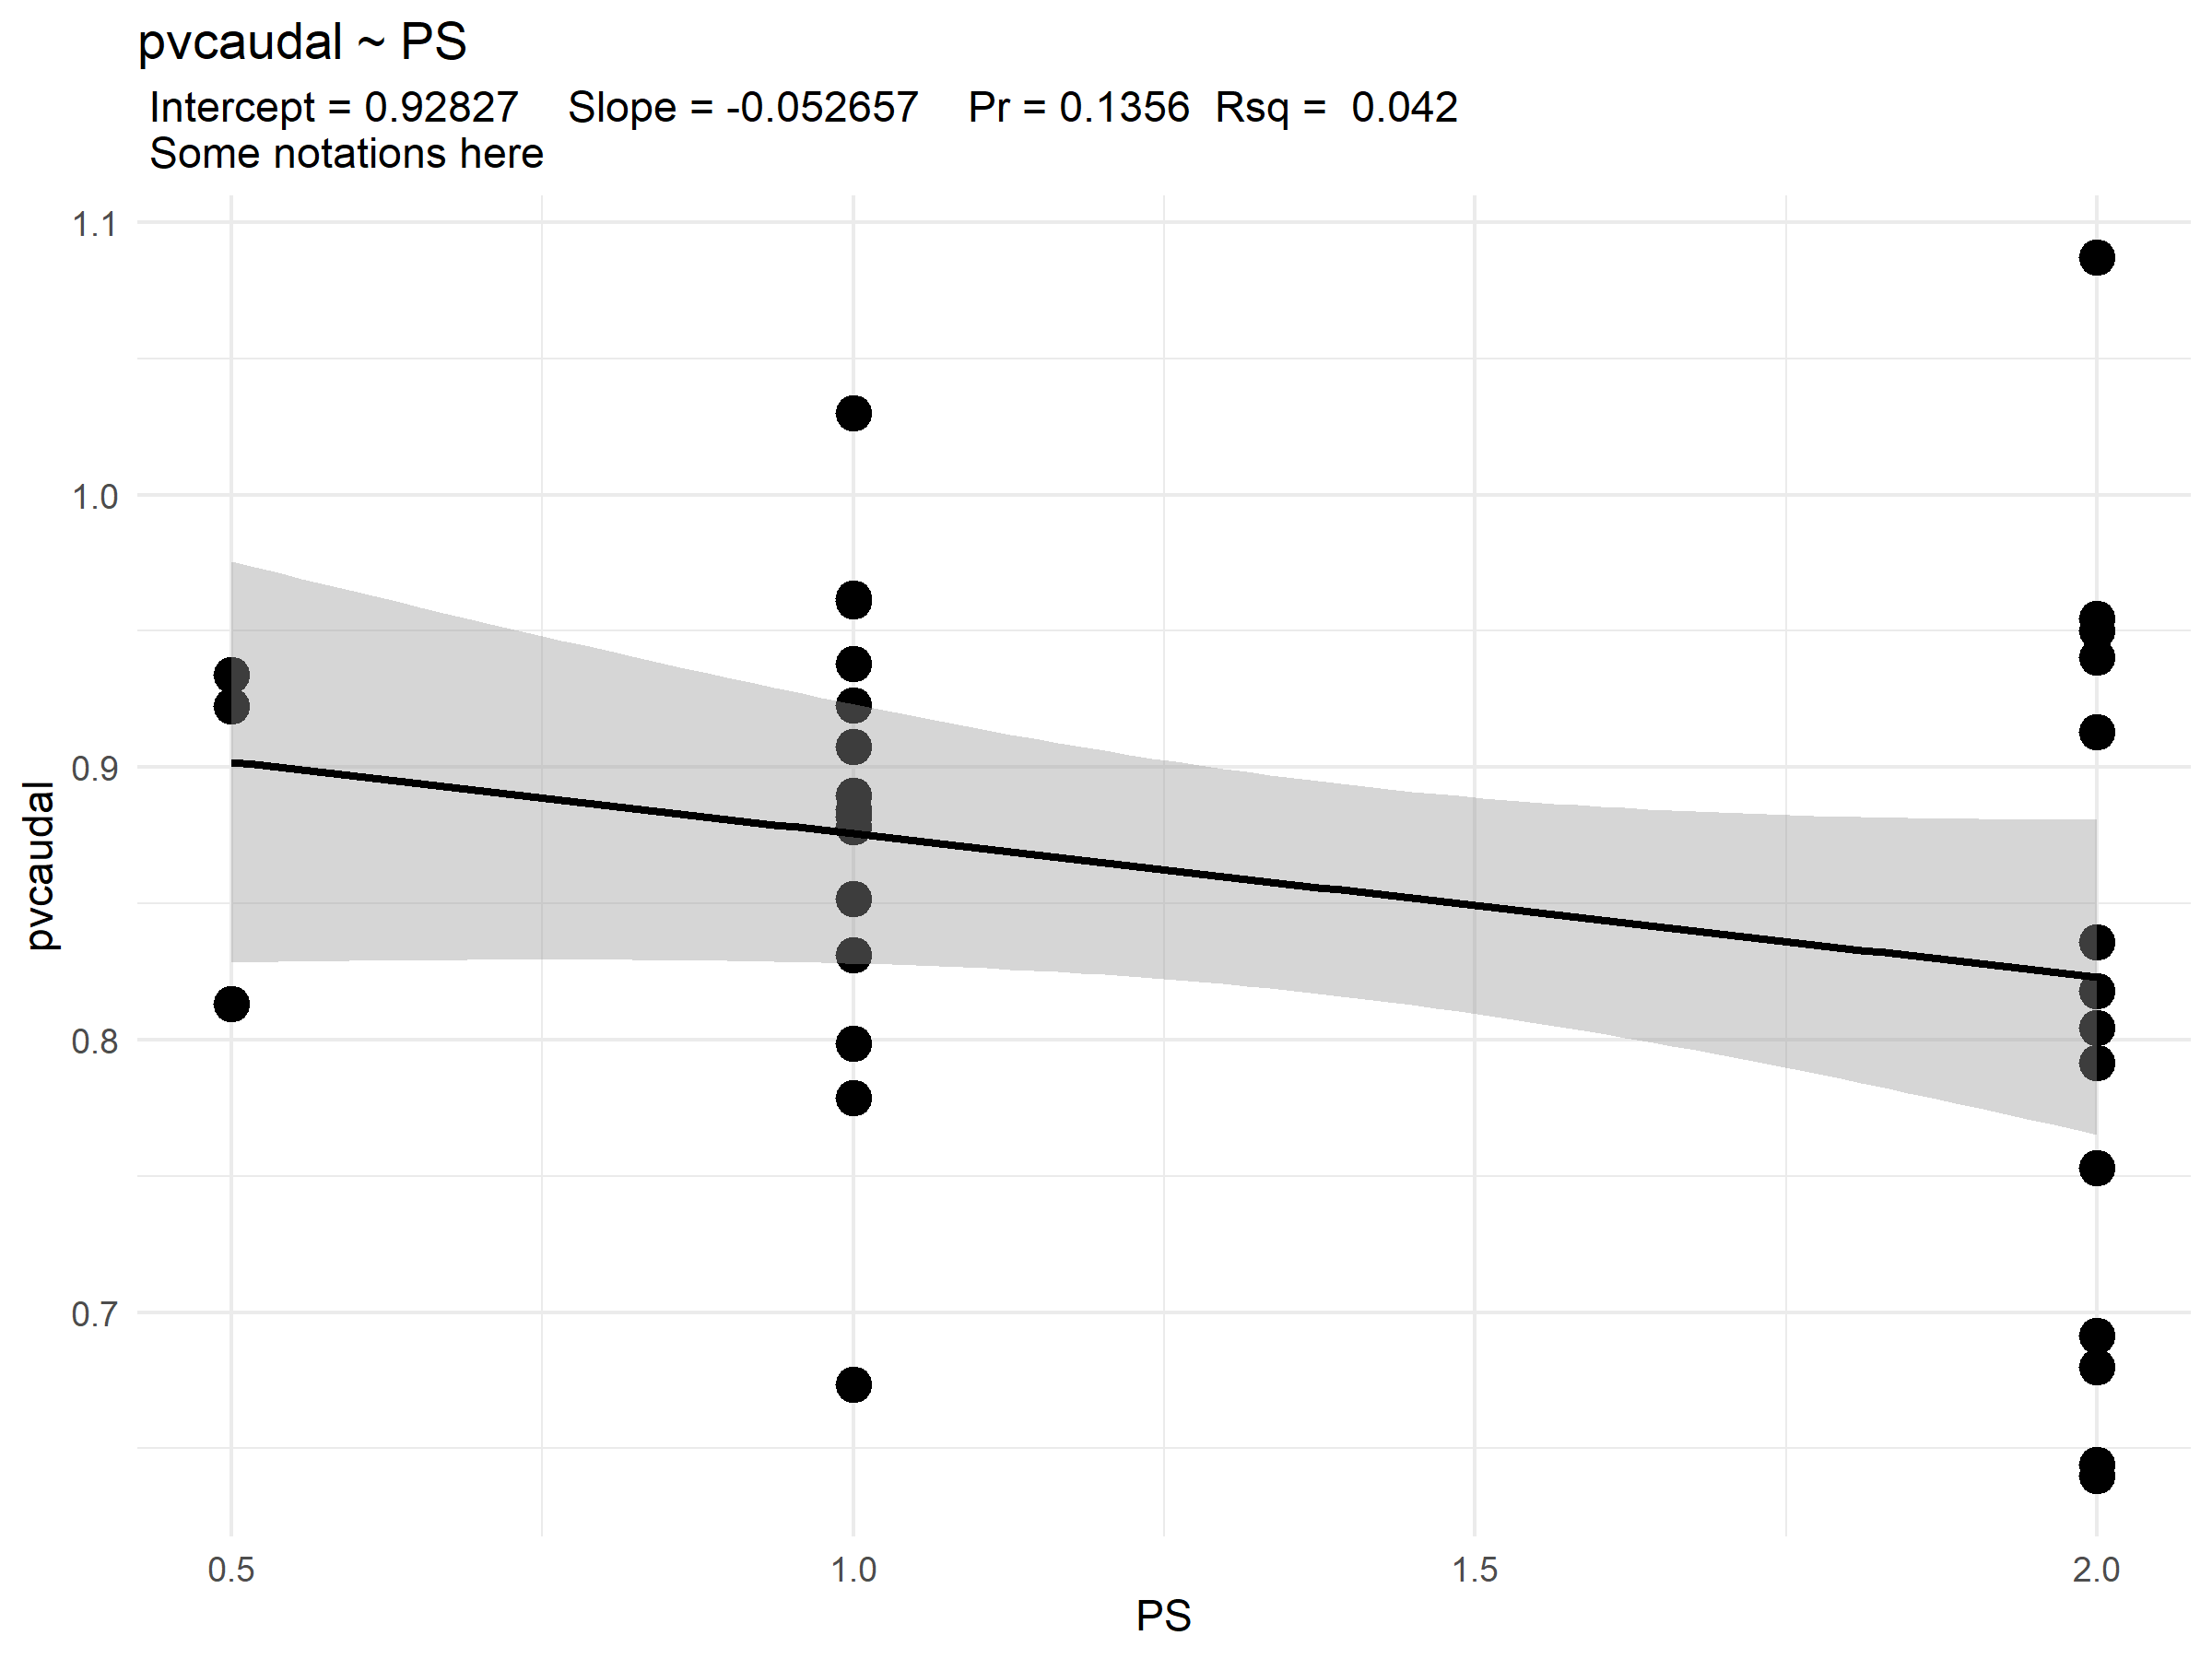 pvcaudal ~ PS
Intercept = 0.92827 Slope = -0.052657 Pr = 0.1356 Rsq = 0.042
Some notations here
1.1
1.0
0.9
0.8
0.7
pvcaudal
0.5 1.0 1.5 2.0
PS